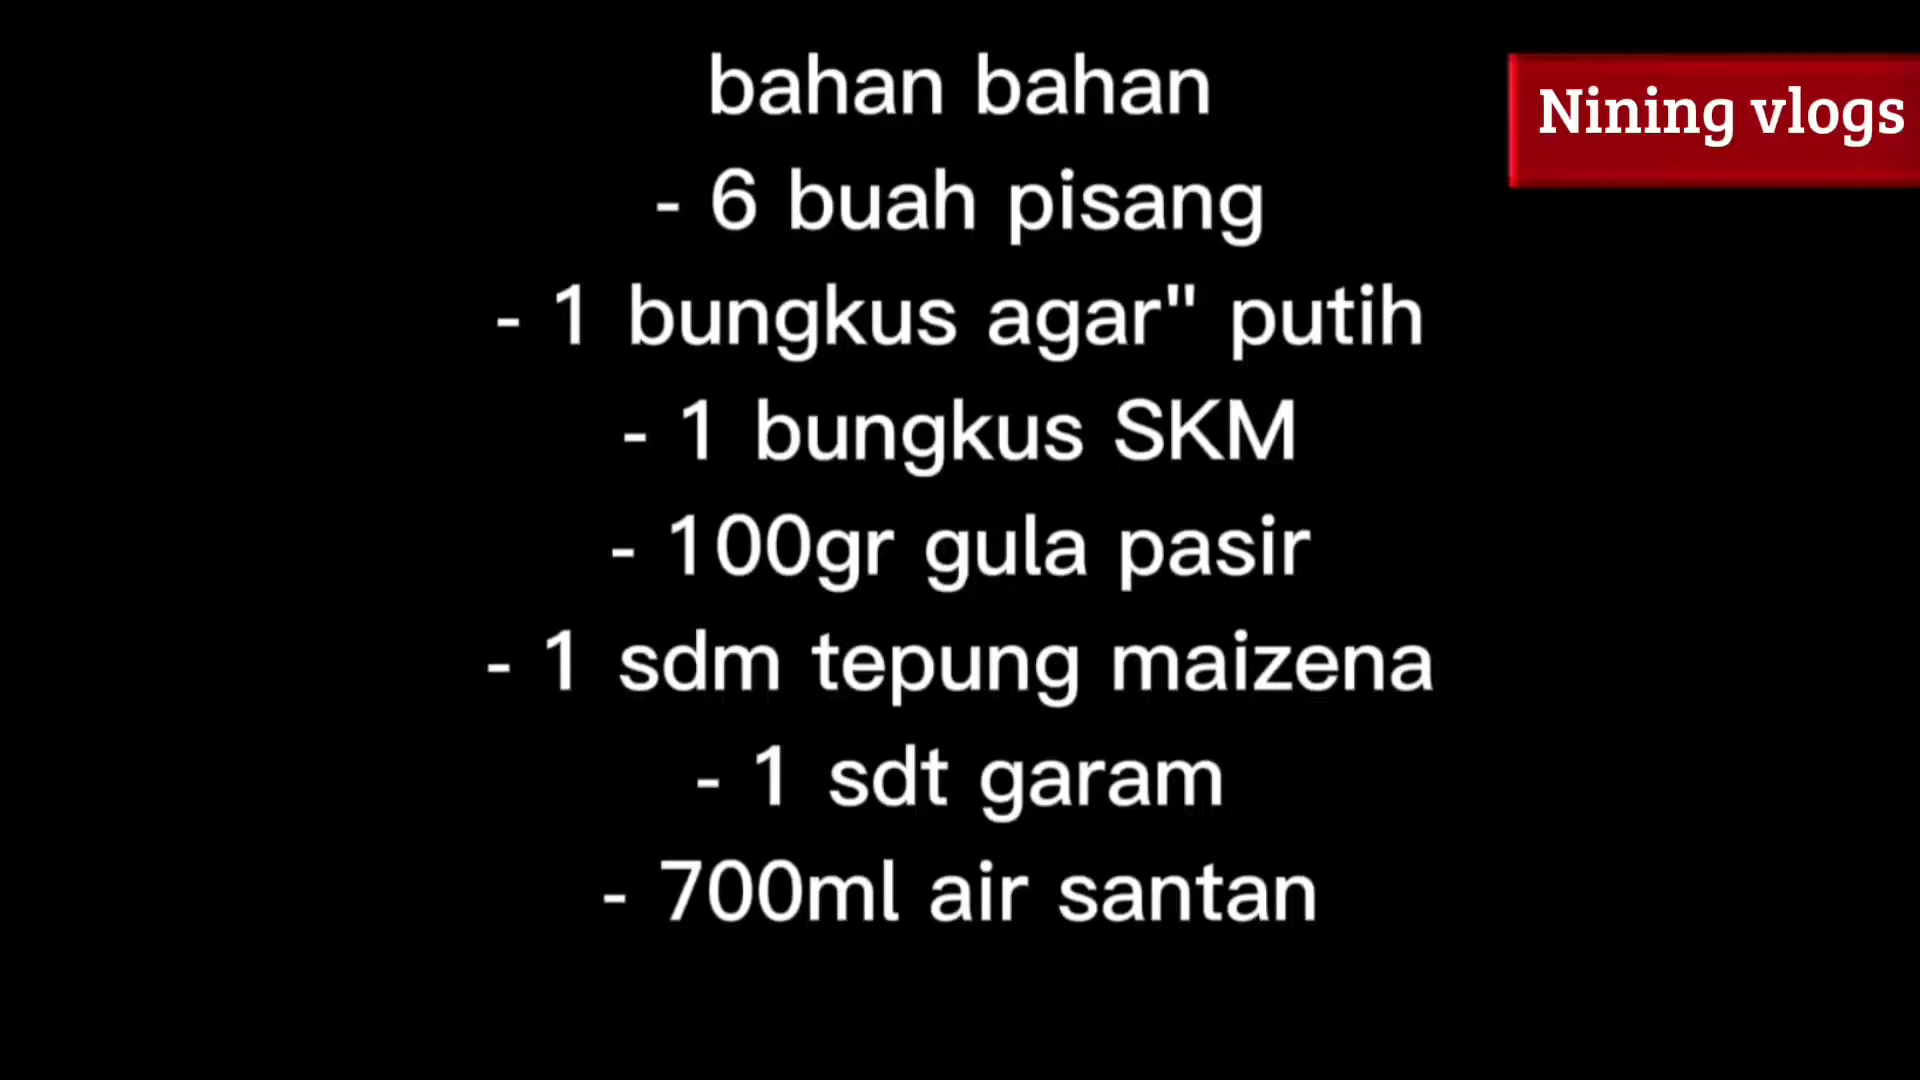 bahan bahan
Nining vlogs
- 6 buah pisang
- 1 bungkus agar" putih
- 1 bungkus SKM
- 100gr gula pasir
- 1 sdm tepung maizena
- 1 sdt garam
- 700ml air santan